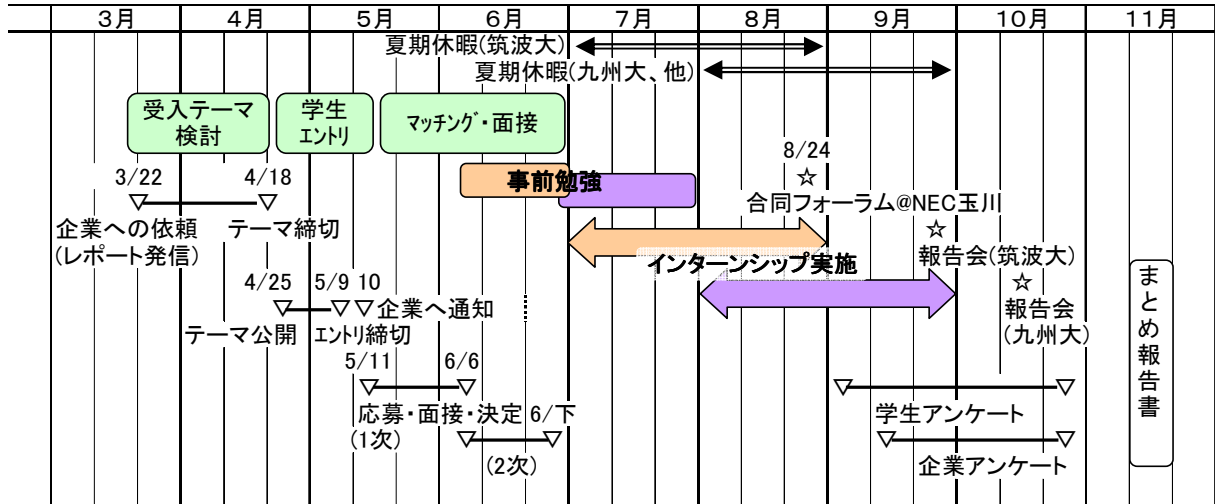 3月 4月 5月 6月 7月 8月 9月 10月 11月
夏期休暇(筑波大)
夏期休暇(九州大、他)
受入テーマ
検討
学生
エントリ
マッチング・面接
事前勉強
3/22 4/18
企業への依頼
(レポート発信)
テーマ締切
8/24
☆
合同フォーラム@NEC玉川
☆
報告会(筑波大)
☆
報告会
(九州大)
インターンシップ実施
4/25 5/9 10
企業へ通知
テーマ公開 エントリ締切
5/11 6/6
応募・面接・決定 6/下
(1次)
(2次)
学生アンケート
企業アンケート
まとめ報告書